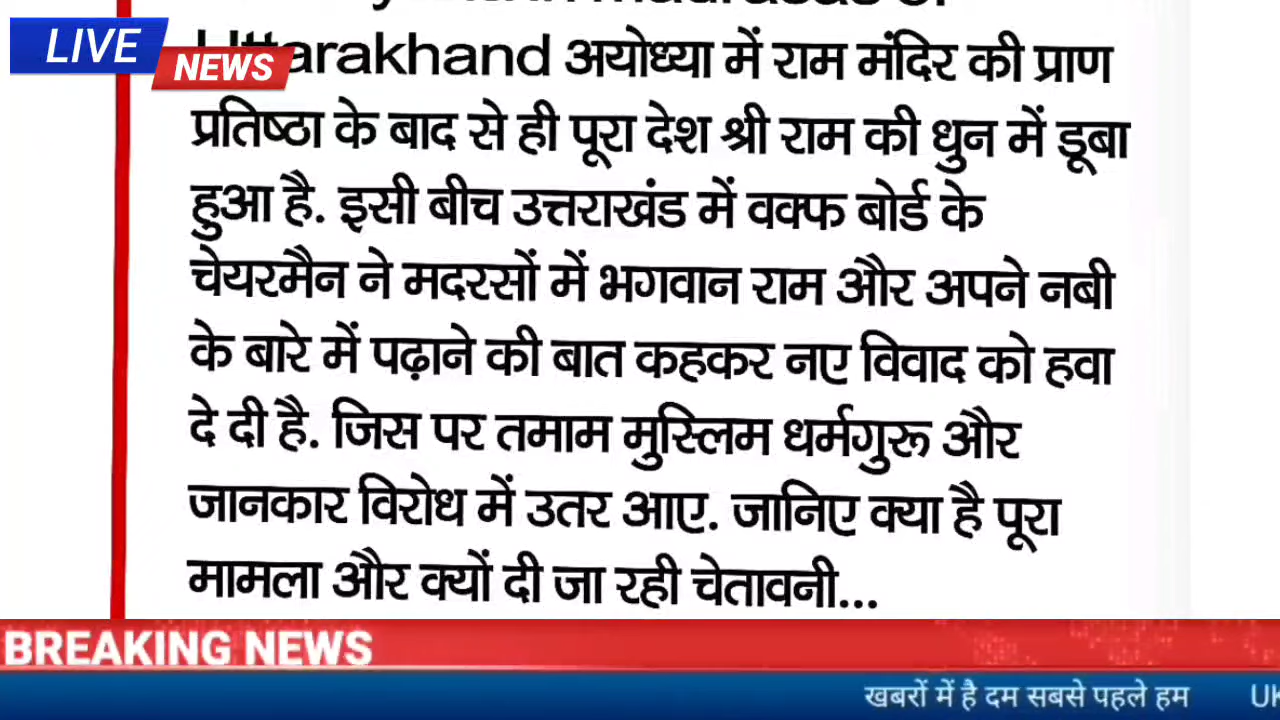 LIVE
NEWS
Uttarakhand अयोध्या में राम मंदिर की प्राण
प्रतिष्ठा के बाद से ही पूरा देश श्री राम की धुन में डूबा
हुआ है. इसी बीच उत्तराखंड में वक्फ बोर्ड के
चेयरमैन ने मदरसों में भगवान राम और अपने नबी
के बारे में पढ़ाने की बात कहकर नए विवाद को हवा
दे दी है. जिस पर तमाम मुस्लिम धर्मगुरू और
जानकार विरोध में उतर आए. जानिए क्या है पूरा
मामला और क्यों दी जा रही चेतावनी...
BREAKING NEWS
खबरों में है दम सबसे पहले हम